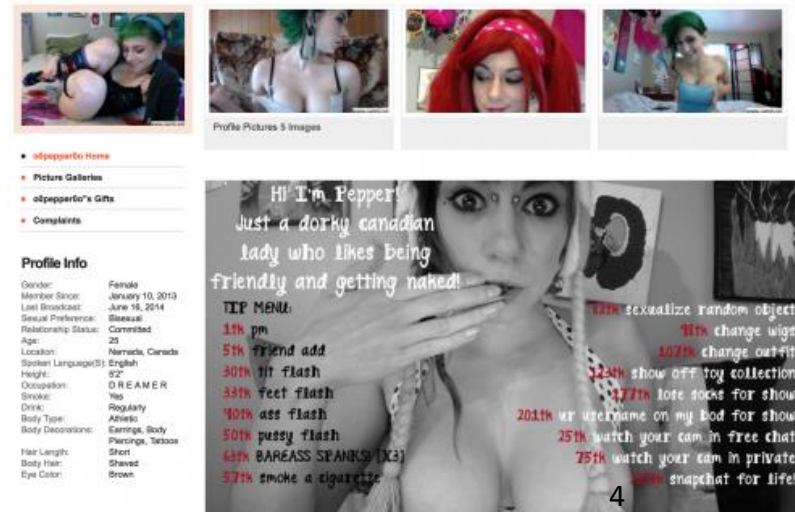 Profile Pictures 5 Images
Home
Picture Galleries
Gifts
Complaints
Profile Info
Gender: Female
Member Since: January 10, 2013
Last Broadcast: June 16, 2014
Sexual Preference: Bisexual
Relationship Status: Committed
Age: 25
Location: Canada
Spoken Language(S): English
Height: 5'2"
Occupation: D R E A M E R
Smoke: Yes
Drink: Regularly
Body Type: Athletic
Body Decorations: Earrings, Body
Piercings, Tattoos
Hair Length: Short
Body Hair: Shaved
Eye Color: Brown
Hi I'm Pepper!
Just a dorky canadian
lady who likes being
friendly and getting naked!
TIP MENU:
1tk pm
5tk friend add
30tk tit flash
33tk feet flash
40tk ass flash
50tk pussy flash
63tk BAREASS SPANKS! [X3]
57tk smoke a cigarette
sexualize random object
change wigs
change outfit
show off toy collection
lose socks for show
201tk ur username on my bod for show
25tk watch your cam in free chat
75tk watch your cam in private
snapchat for life!
4